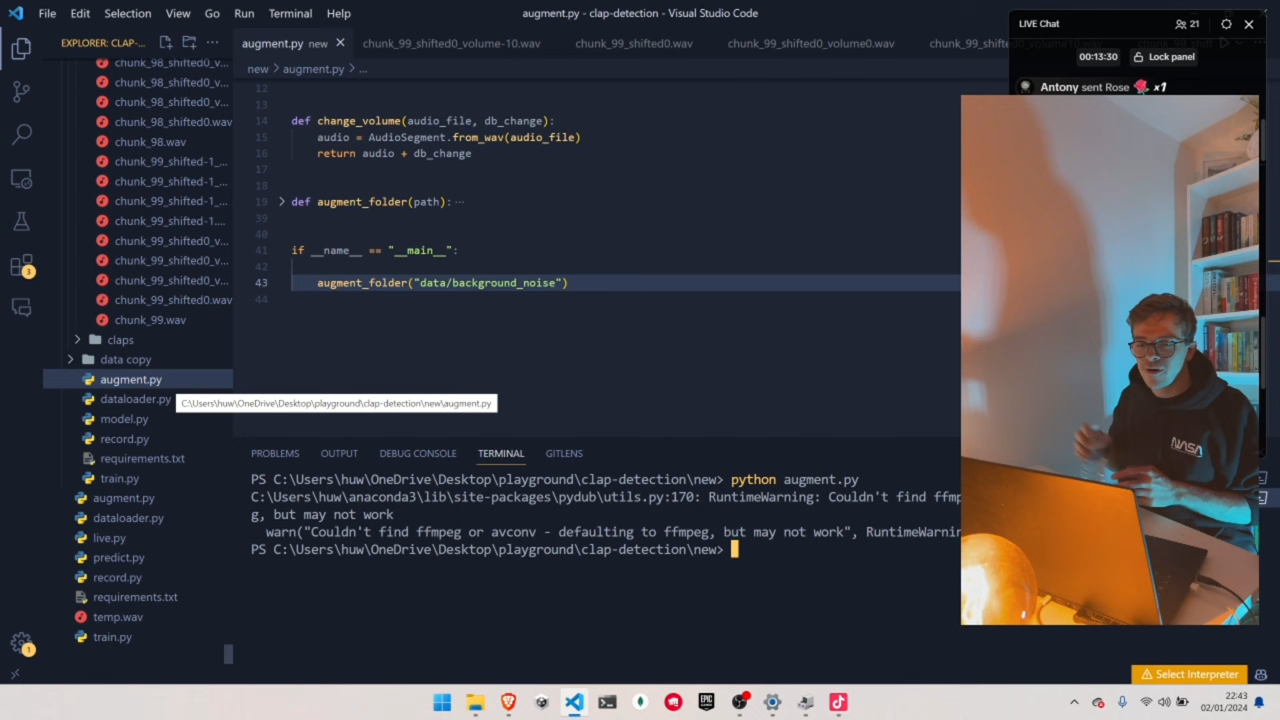 File Edit Selection View Go Run Terminal Help
augment.py - clap-detection - Visual Studio Code
EXPLORER: CLAP-...
augment.py new
chunk_99_shifted0_volume-10.wav
chunk_99_shifted0.wav
chunk_99_shifted0_volume0.wav
new > augment.py > ...
chunk_98_shifted0_v...
chunk_98_shifted0_v...
chunk_98_shifted0_v...
chunk_98_shifted0.wav
chunk_98.wav
chunk_99_shifted-1_...
chunk_99_shifted-1_...
chunk_99_shifted-1_...
chunk_99_shifted-1....
chunk_99_shifted0_v...
chunk_99_shifted0_v...
chunk_99_shifted0_v...
chunk_99_shifted0.wav
chunk_99.wav
claps
data copy
augment.py
dataloader.py
model.py
record.py
requirements.txt
train.py
augment.py
dataloader.py
live.py
predict.py
record.py
requirements.txt
temp.wav
train.py
3
1
12
13
14 def change_volume(audio_file, db_change):
15 audio = AudioSegment.from_wav(audio_file)
16 return audio + db_change
17
18
19 def augment_folder(path): ...
39
40
41 if __name__ == "__main__":
42
43 augment_folder("data/background_noise")
44
C:\Users\huw\OneDrive\Desktop\playground\clap-detection\new\augment.py
PROBLEMS OUTPUT DEBUG CONSOLE TERMINAL GITLENS
PS C:\Users\huw\OneDrive\Desktop\playground\clap-detection\new> python augment.py
C:\Users\huw\anaconda3\lib\site-packages\pydub\utils.py:170: RuntimeWarning: Couldn't find ffmp
g, but may not work
warn("Couldn't find ffmpeg or avconv - defaulting to ffmpeg, but may not work", RuntimeWarnin
PS C:\Users\huw\OneDrive\Desktop\playground\clap-detection\new>
LIVE Chat
21
00:13:30
Lock panel
Antony sent Rose x1
NASA
Select Interpreter
EPIC GAMES
22:43
02/01/2024